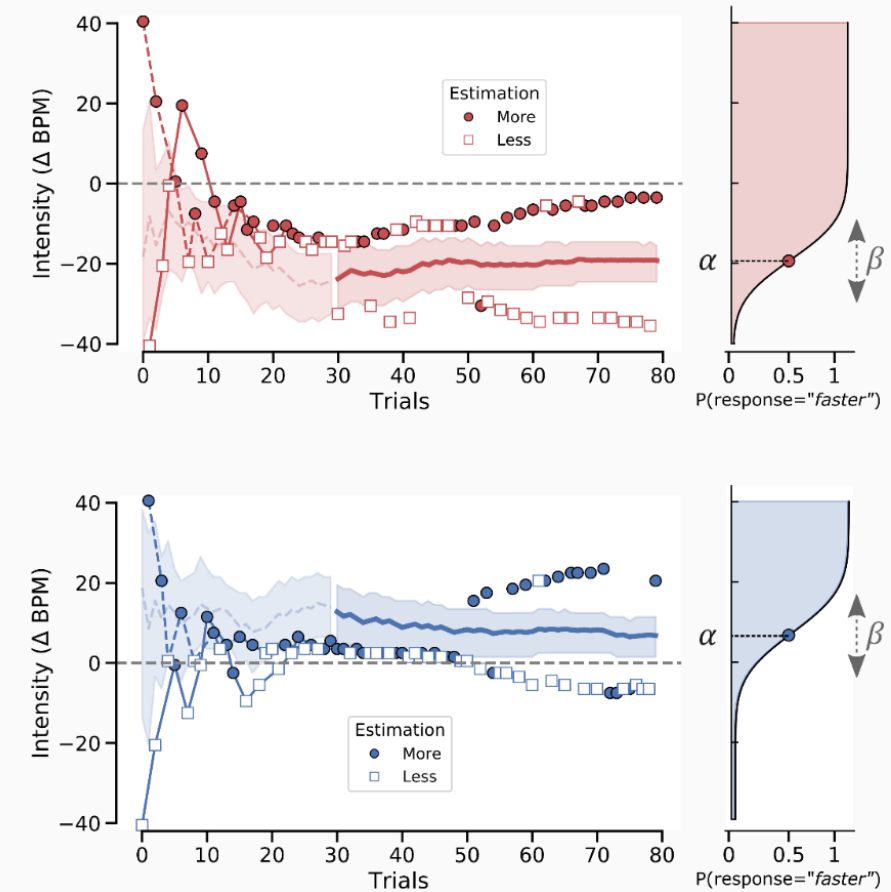 Intensity (Δ BPM)
40
20
0
−20
−40
Estimation
More
Less
0 10 20 30 40 50 60 70 80
Trials
α
β
0 0.5 1
P(response="faster”)
Intensity (Δ BPM)
40
20
0
−20
−40
Estimation
More
Less
0 10 20 30 40 50 60 70 80
Trials
α
β
0 0.5 1
P(response="faster”)